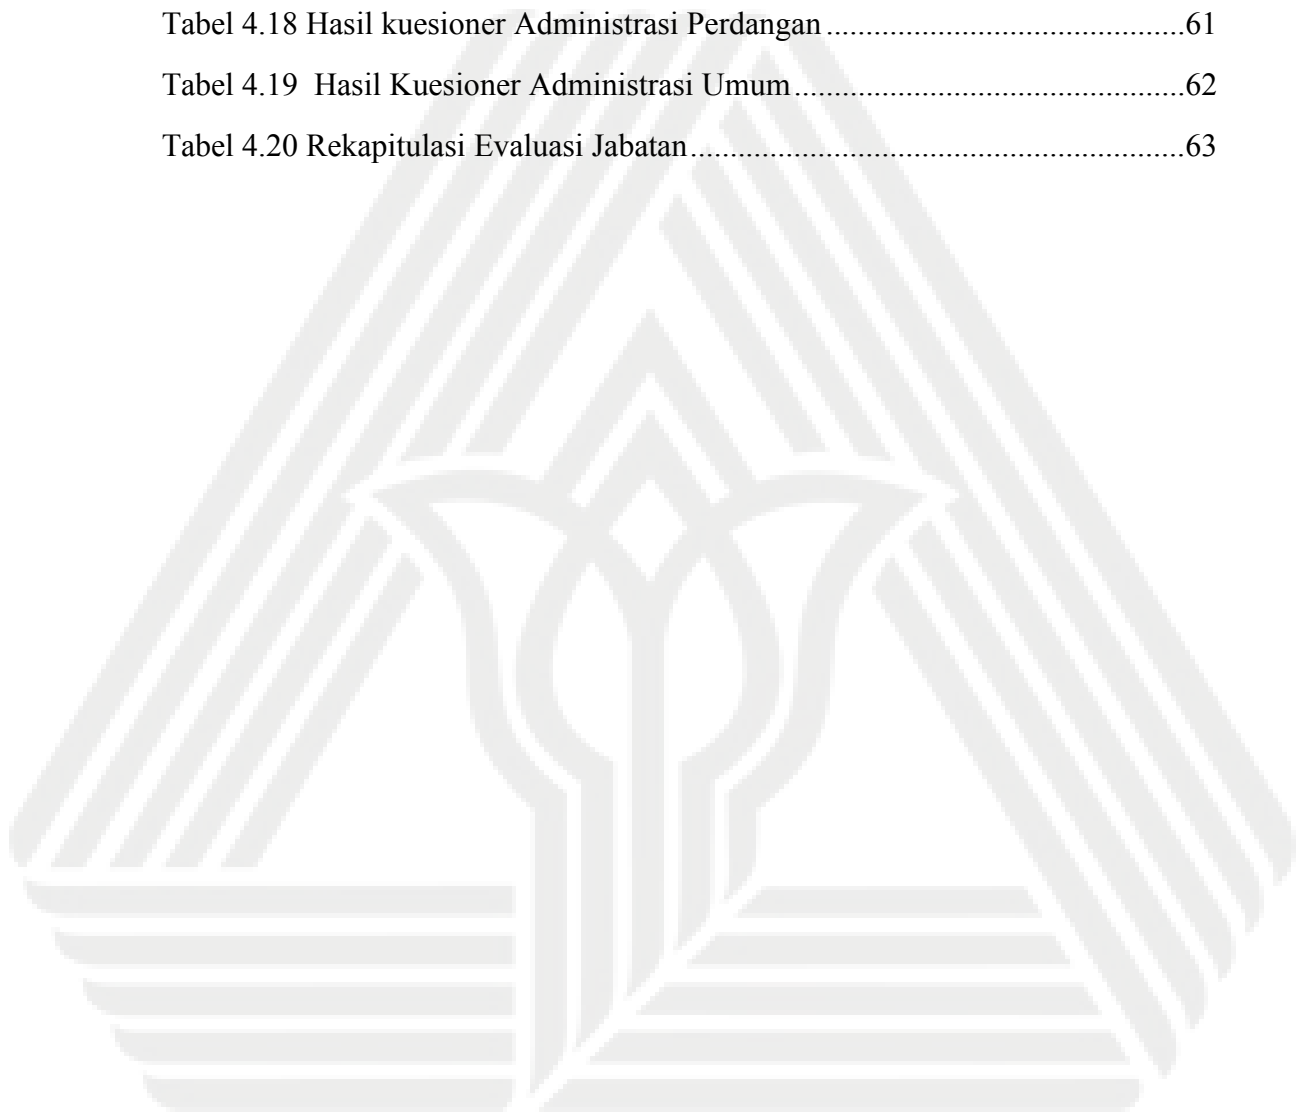 Tabel 4.18 Hasil kuesioner Administrasi Perdangan ....................................61
Tabel 4.19  Hasil Kuesioner Administrasi Umum........................................62
Tabel 4.20 Rekapitulasi Evaluasi Jabatan..................................................63